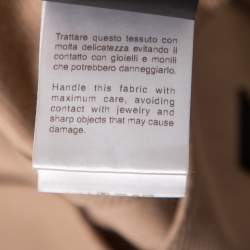 Trattare questo tessuto con
molta delicatezza evitando il
contatto con gioielli e monili
che potrebbero danneggiarlo.
Handle this fabric with
maximum care, avoiding
contact with jewelry and
sharp objects that may cause
damage.